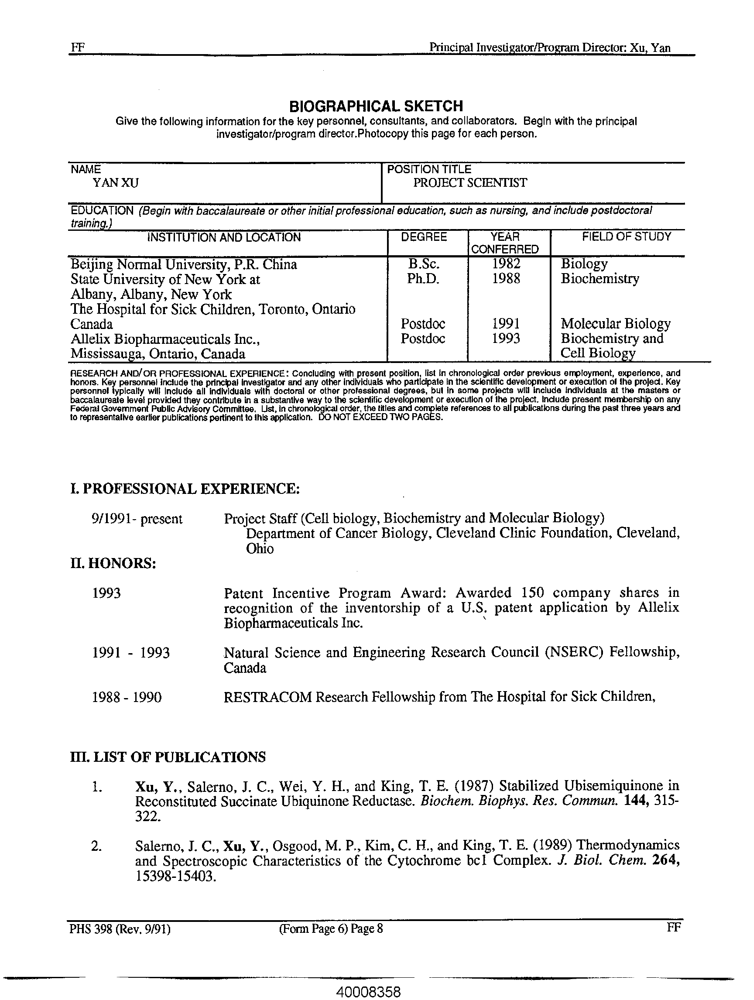 FF Principal Investigator/Program Director: Xu, Yan
BIOGRAPHICAL SKETCH
Give the following information for the key personnel, consultants, and collaborators. Begin with the principal
investigator/program director.Photocopy this page for each person.
NAME POSITION TITLE
YAN XU PROJECT SCIENTIST
EDUCATION (Begin with baccalaureate or other initial professional education, such as nursing, and include postdoctoral
training.)
INSTITUTION AND LOCATION DEGREE YEAR CONFERRED FIELD OF STUDY
Beijing Normal University, P.R. China B.Sc. 1982 Biology
State University of New York at Ph.D. 1988 Biochemistry
Albany, Albany, New York
The Hospital for Sick Children, Toronto, Ontario
Canada Postdoc 1991 Molecular Biology
Allelix Biopharmaceuticals Inc., Postdoc 1993 Biochemistry and
Mississauga, Ontario, Canada Cell Biology
RESEARCH AND/OR PROFESSIONAL EXPERIENCE: Concluding with present position, list in chronological order previous employment, experience, and
honors. Key personnel include the principal investigator and any other individuals who participate in the scientific development or execution of the project. Key
personnel typically will include all individuals with doctoral or other professional degrees, but in some projects will include individuals at the masters or
baccalaureate level provided they contribute in a substantive way to the scientific development or execution of the project. Include present membership on any
Federal Government Public Advisory Committee. List, in chronological order, the titles and complete references to all publications during the past three years and
to representative earlier publications pertinent to this application. DO NOT EXCEED TWO PAGES.
I. PROFESSIONAL EXPERIENCE:
9/1991- present Project Staff (Cell biology, Biochemistry and Molecular Biology)
Department of Cancer Biology, Cleveland Clinic Foundation, Cleveland,
Ohio
II. HONORS:
1993 Patent Incentive Program Award: Awarded 150 company shares in
recognition of the inventorship of a U.S. patent application by Allelix
Biopharmaceuticals Inc.
1991 - 1993 Natural Science and Engineering Research Council (NSERC) Fellowship,
Canada
1988 - 1990 RESTRACOM Research Fellowship from The Hospital for Sick Children,
III. LIST OF PUBLICATIONS
1. Xu, Y., Salerno, J. C., Wei, Y. H., and King, T. E. (1987) Stabilized Ubisemiquinone in
Reconstituted Succinate Ubiquinone Reductase. Biochem. Biophys. Res. Commun. 144, 315-
322.
2. Salerno, J. C., Xu, Y., Osgood, M. P., Kim, C. H., and King, T. E. (1989) Thermodynamics
and Spectroscopic Characteristics of the Cytochrome bc1 Complex. J. Biol. Chem. 264,
15398-15403.
PHS 398 (Rev. 9/91) (Form Page 6) Page 8 FF
40008358